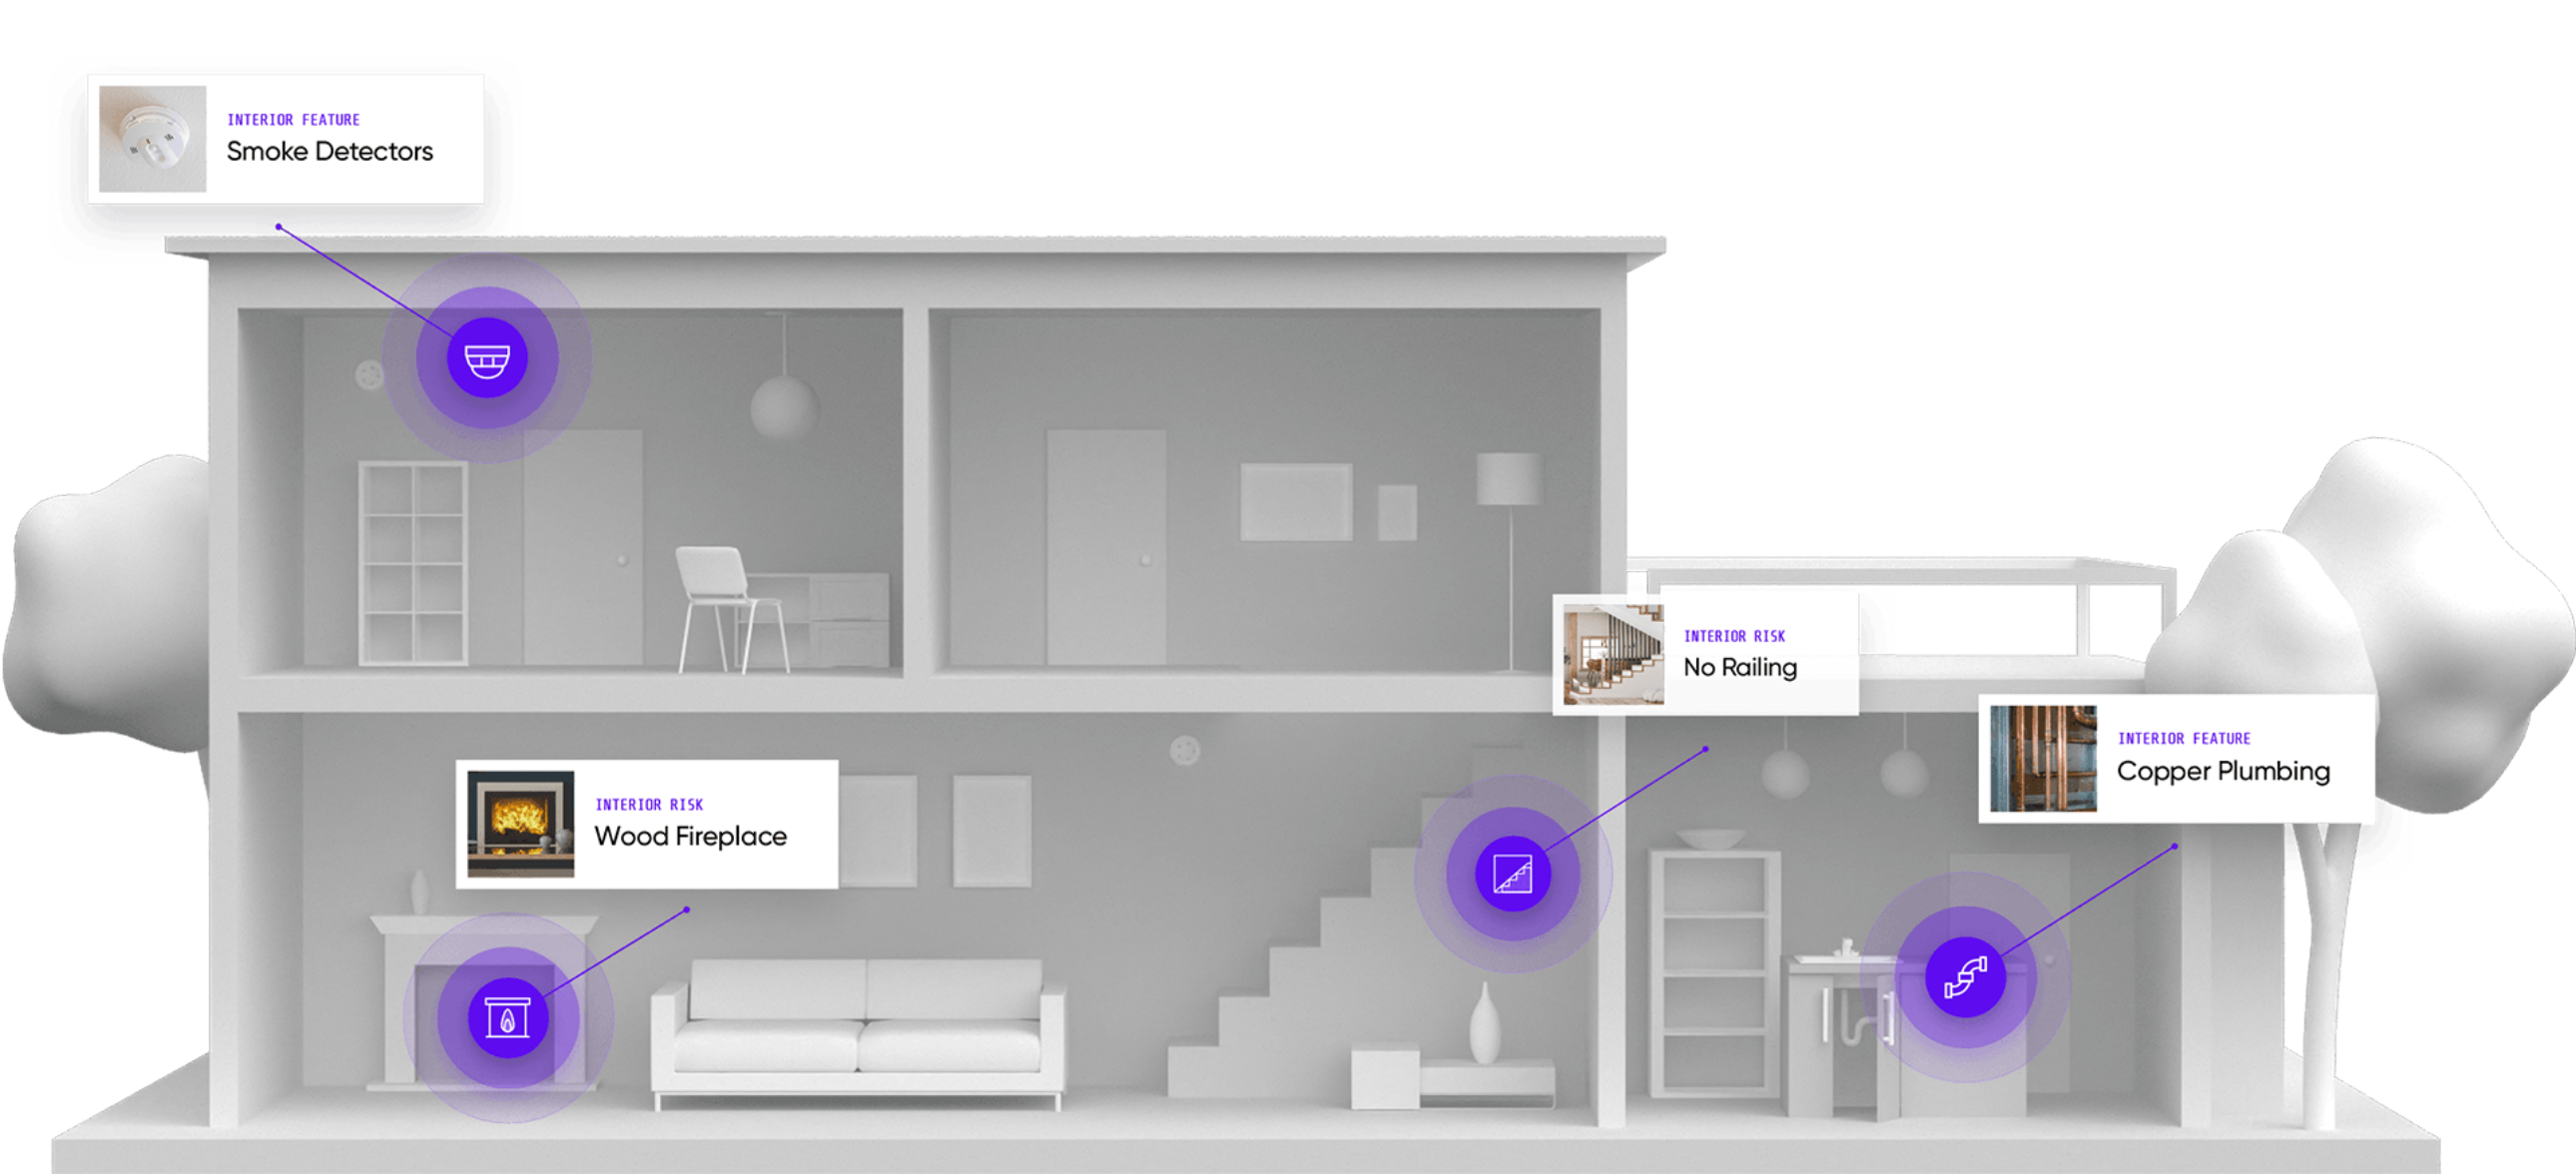 INTERIOR FEATURE
Smoke Detectors
INTERIOR RISK
No Railing
INTERIOR FEATURE
Copper Plumbing
INTERIOR RISK
Wood Fireplace